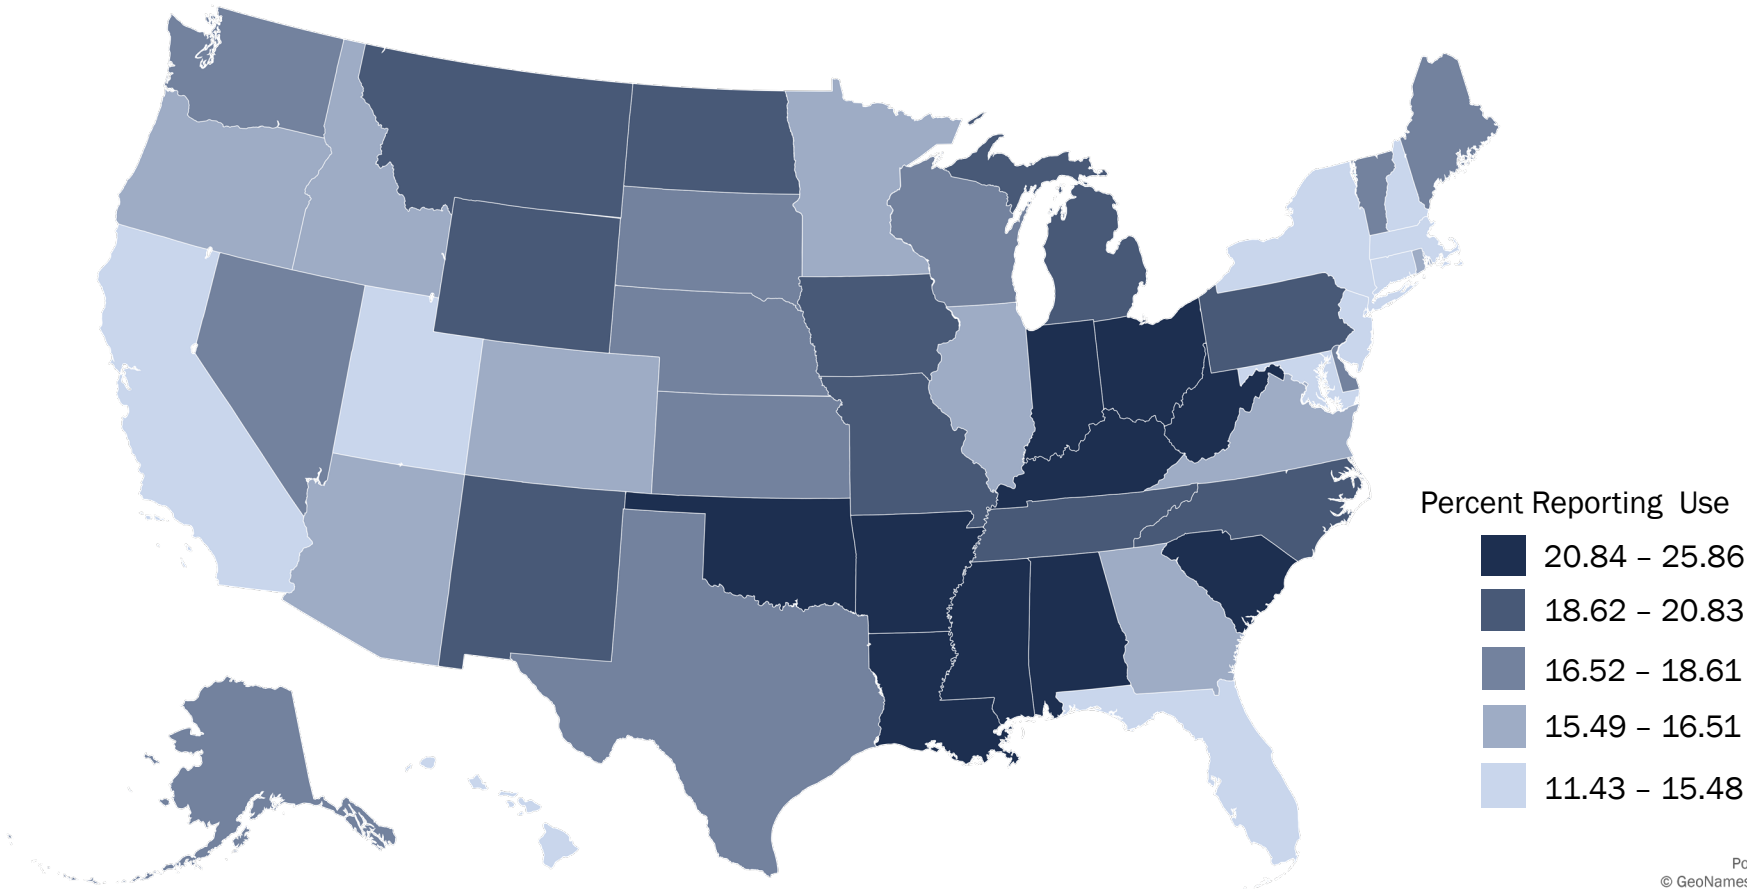 Percent Reporting Use
20.84 – 25.86
18.62 – 20.83
16.52 – 18.61
15.49 – 16.51
11.43 – 15.48
© GeoNames